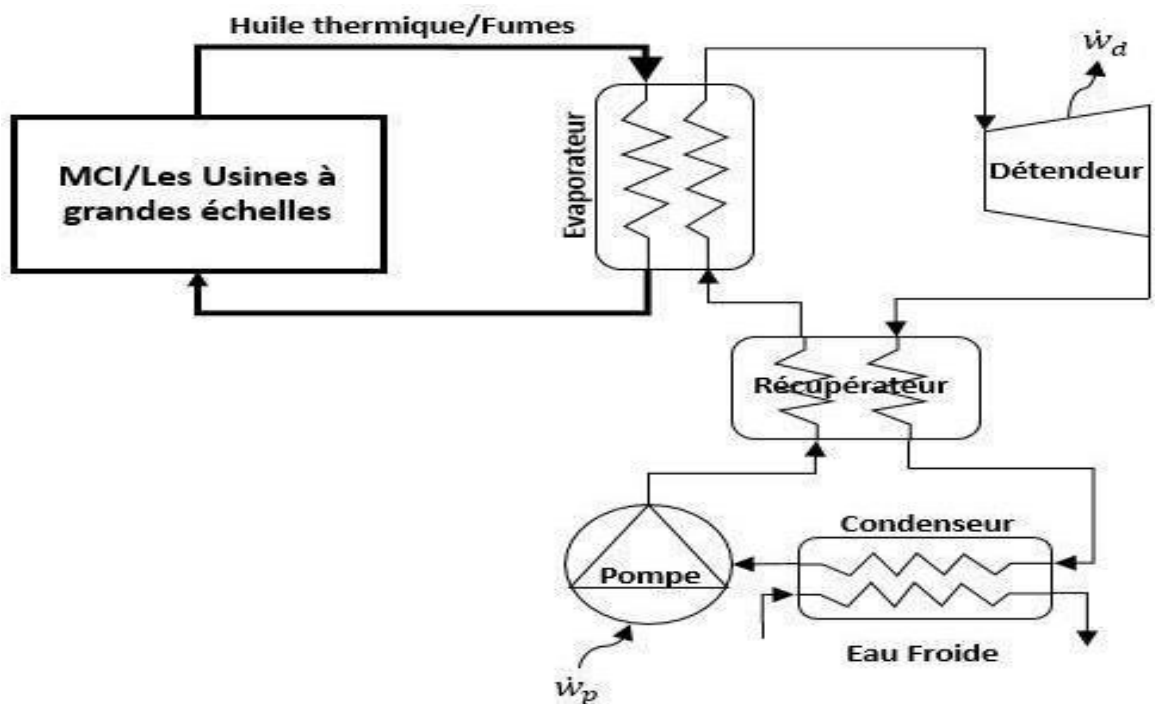 Huile thermique/Fumes
ẇd
MCI/Les Usines à
grandes échelles
Evaporateur
Détendeur
Récupérateur
Condenseur
Pompe
Eau Froide
ẇp